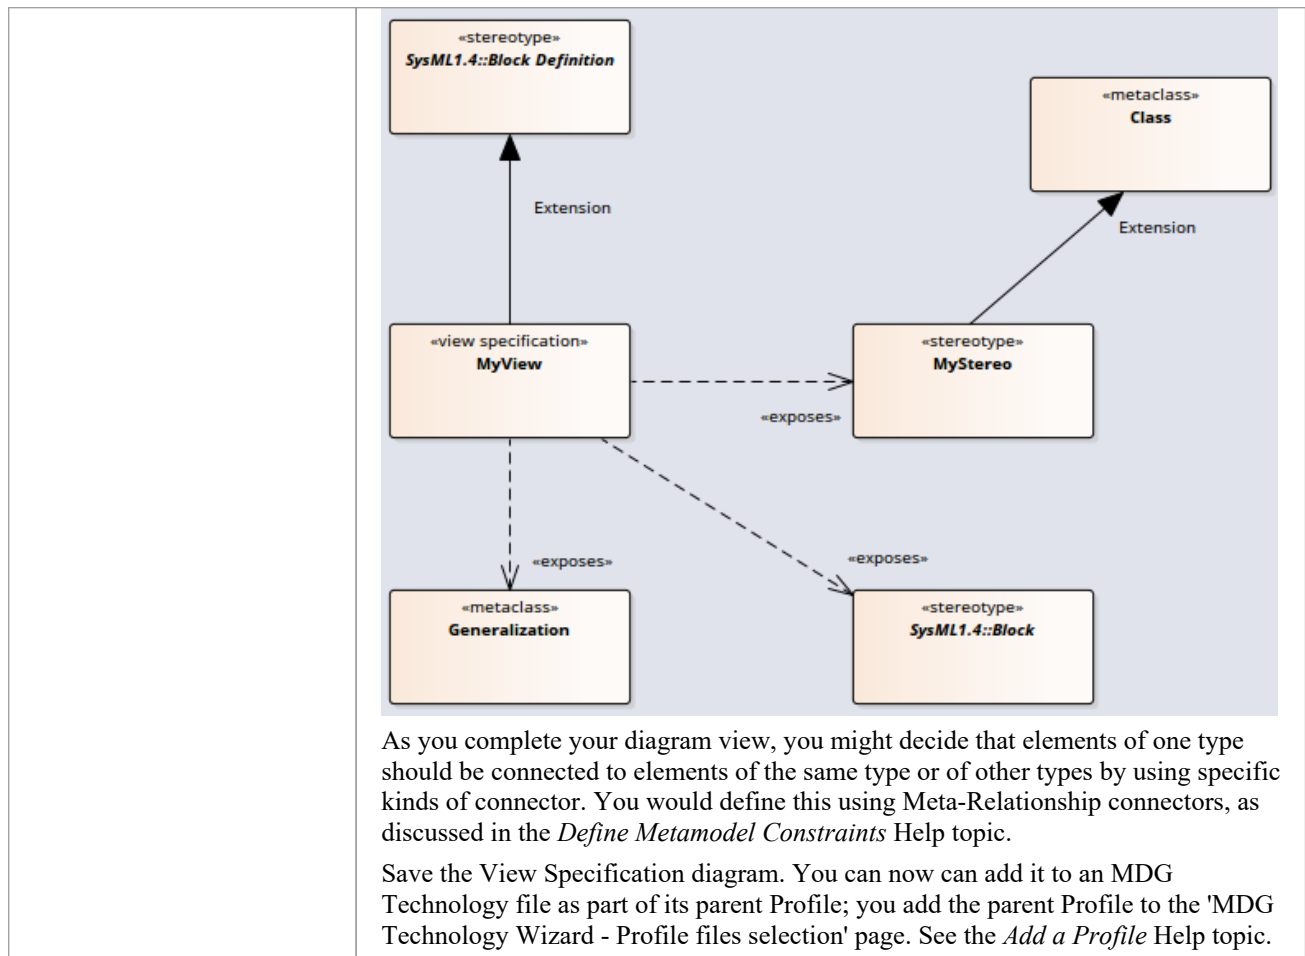 «stereotype»
SysML1.4::Block Definition
«metaclass»
Class
Extension
Extension
«view specification»
MyView
«stereotype»
MyStereo
«exposes»
«exposes»
«exposes»
«metaclass»
Generalization
«stereotype»
SysML1.4::Block
As you complete your diagram view, you might decide that elements of one type
should be connected to elements of the same type or of other types by using specific
kinds of connector. You would define this using Meta-Relationship connectors, as
discussed in the Define Metamodel Constraints Help topic.
Save the View Specification diagram. You can now can add it to an MDG
Technology file as part of its parent Profile; you add the parent Profile to the 'MDG
Technology Wizard - Profile files selection' page. See the Add a Profile Help topic.